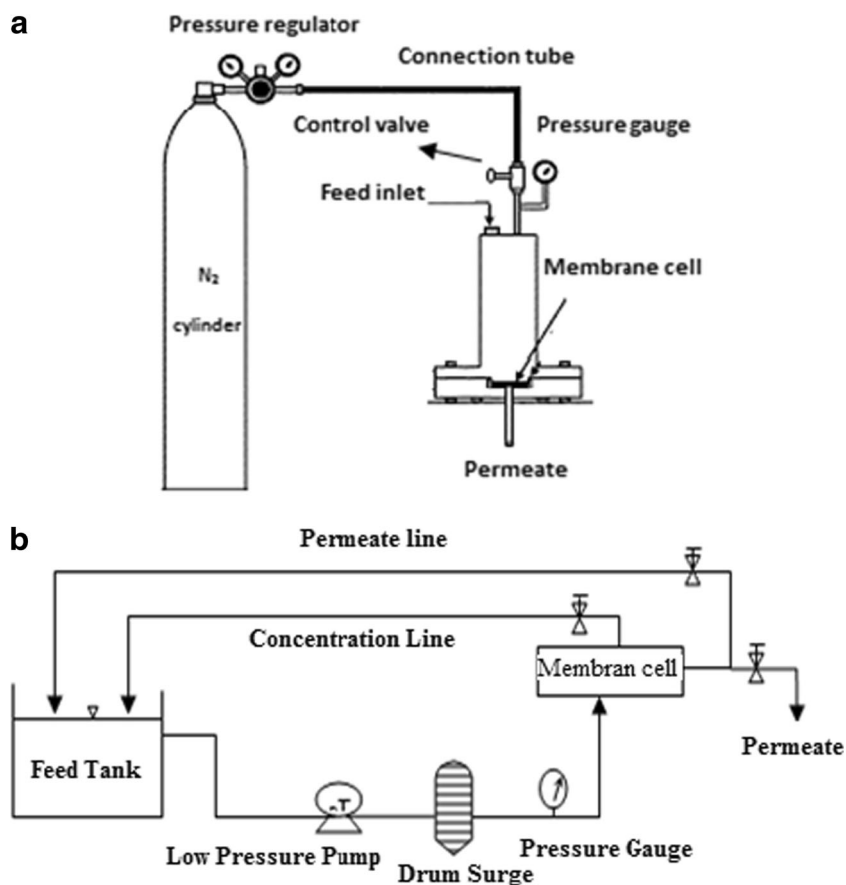 a
Pressure regulator
Connection tube
Control valve
Pressure gauge
Feed inlet
Membrane cell
N₂
cylinder
Permeate
b
Permeate line
Concentration Line
Membran cell
Feed Tank
Permeate
Low Pressure Pump
Drum Surge
Pressure Gauge